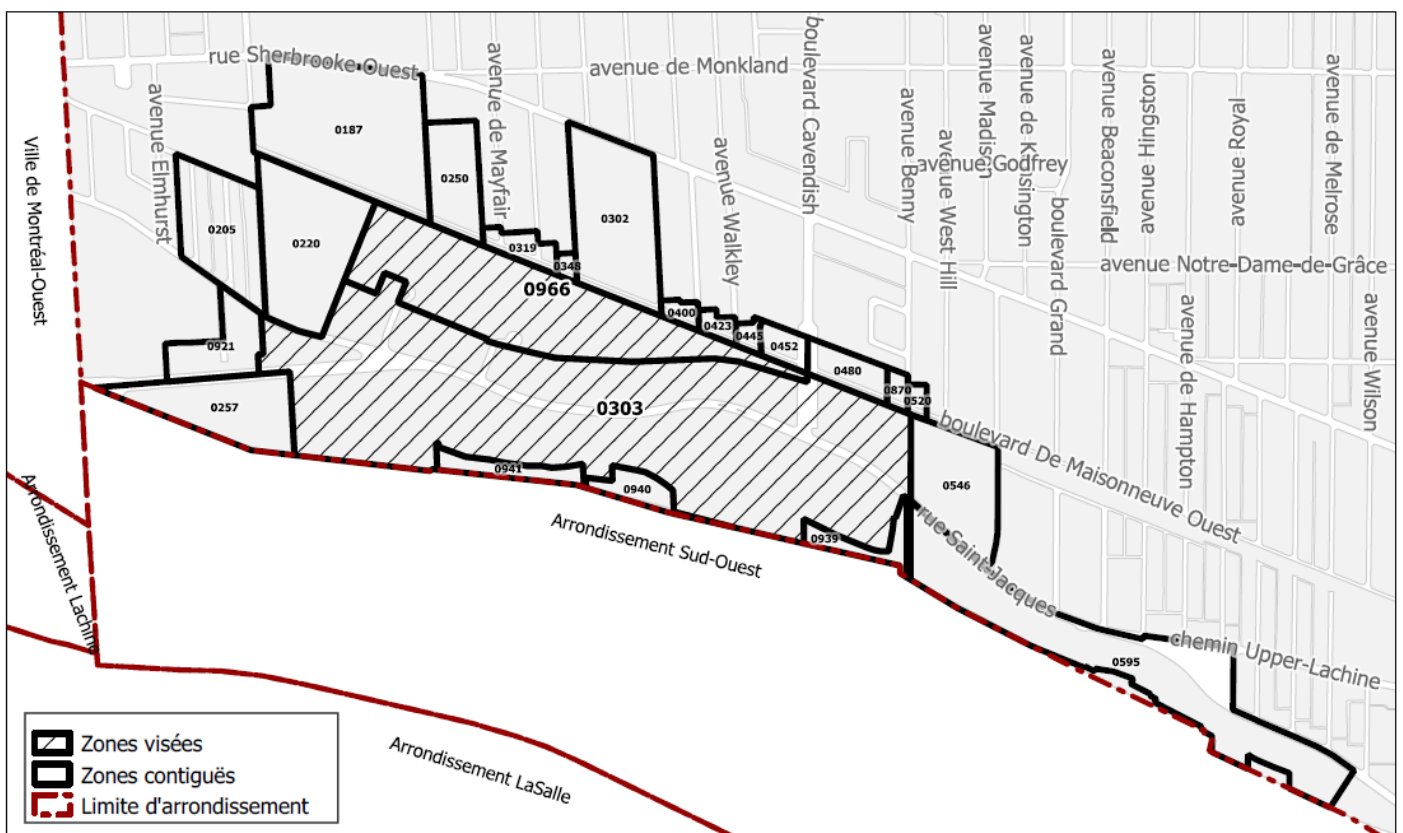 rue Sherbrooke Ouest
avenue de Monkland
avenue Elmhurst
avenue de Mayfair
avenue Walkley
boulevard Cavendish
avenue Benny
avenue West Hill
avenue Madison
avenue de Kensington
avenue Godfrey
boulevard Grand
avenue Beaconsfield
avenue Hingston
avenue Royal
avenue de Melrose
avenue Notre-Dame-de-Grâce
avenue de Hampton
avenue Wilson
Ville de Montréal-Ouest
0187
0250
0302
0205
0220
0319
0348
0966
0400
0423
0445
0452
0480
0870
0520
0921
0257
0303
0941
0940
0939
0546
boulevard De Maisonneuve Ouest
rue Saint-Jacques
chemin Upper-Lachine
0595
Arrondissement Lachine
Arrondissement Sud-Ouest
Arrondissement LaSalle
Zones visées
Zones contiguës
Limite d'arrondissement